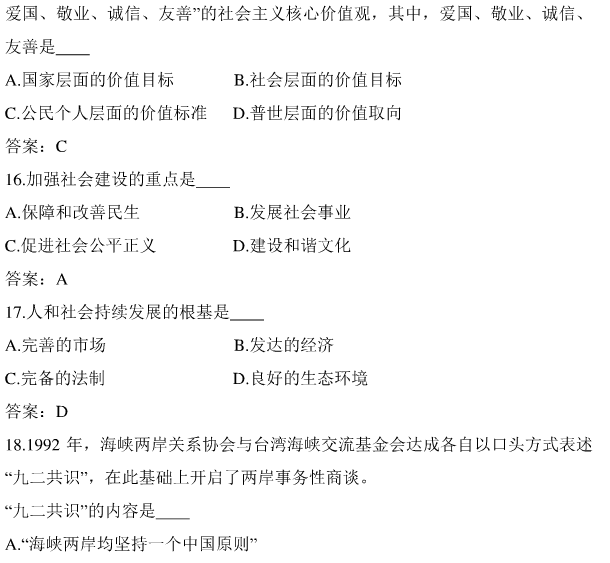 爱国、敬业、诚信、友善”的社会主义核心价值观，其中，爱国、敬业、诚信、
友善是____
A.国家层面的价值目标 B.社会层面的价值目标
C.公民个人层面的价值标准 D.普世层面的价值取向
答案：C
16.加强社会建设的重点是____
A.保障和改善民生 B.发展社会事业
C.促进社会公平正义 D.建设和谐文化
答案：A
17.人和社会持续发展的根基是____
A.完善的市场 B.发达的经济
C.完备的法制 D.良好的生态环境
答案：D
18.1992 年，海峡两岸关系协会与台湾海峡交流基金会达成各自以口头方式表述
“九二共识”，在此基础上开启了两岸事务性商谈。
“九二共识”的内容是____
A.“海峡两岸均坚持一个中国原则”